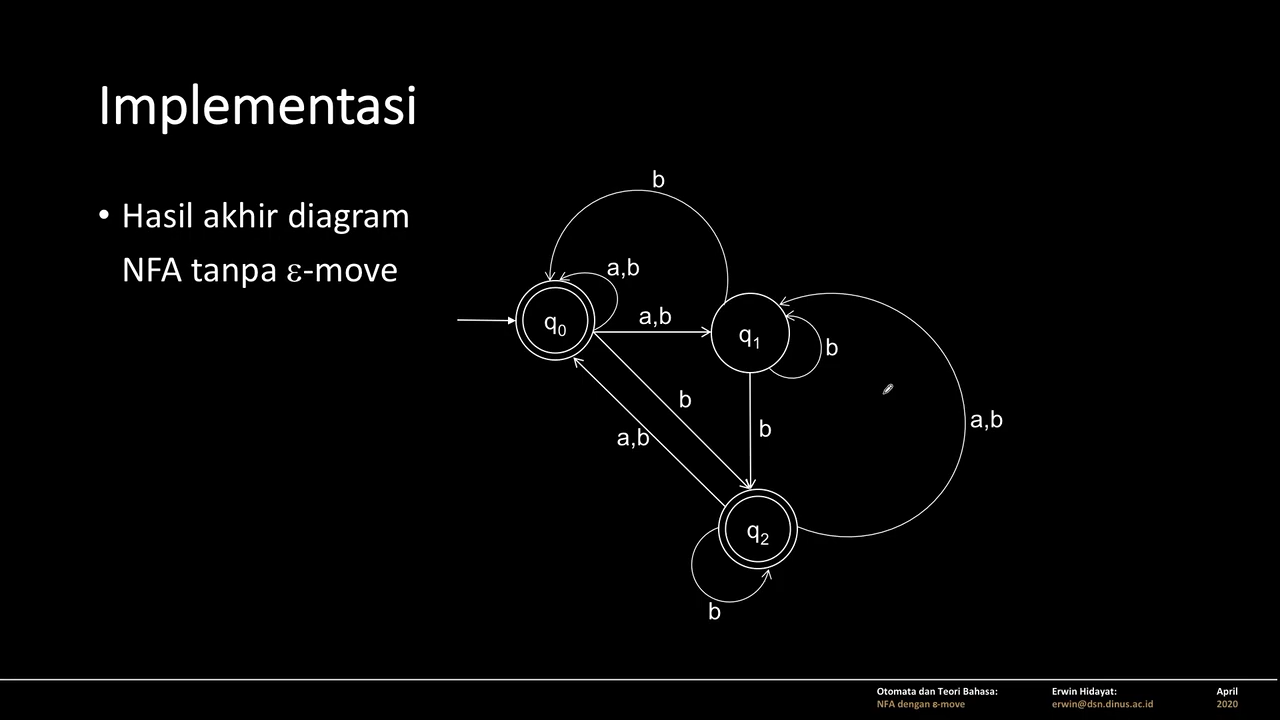 Implementasi
• Hasil akhir diagram
NFA tanpa ε-move
b
a,b
a,b
q0
q1
b
b
b
a,b
a,b
q2
b
Otomata dan Teori Bahasa:
NFA dengan ε-move
Erwin Hidayat:
erwin@dsn.dinus.ac.id
April
2020